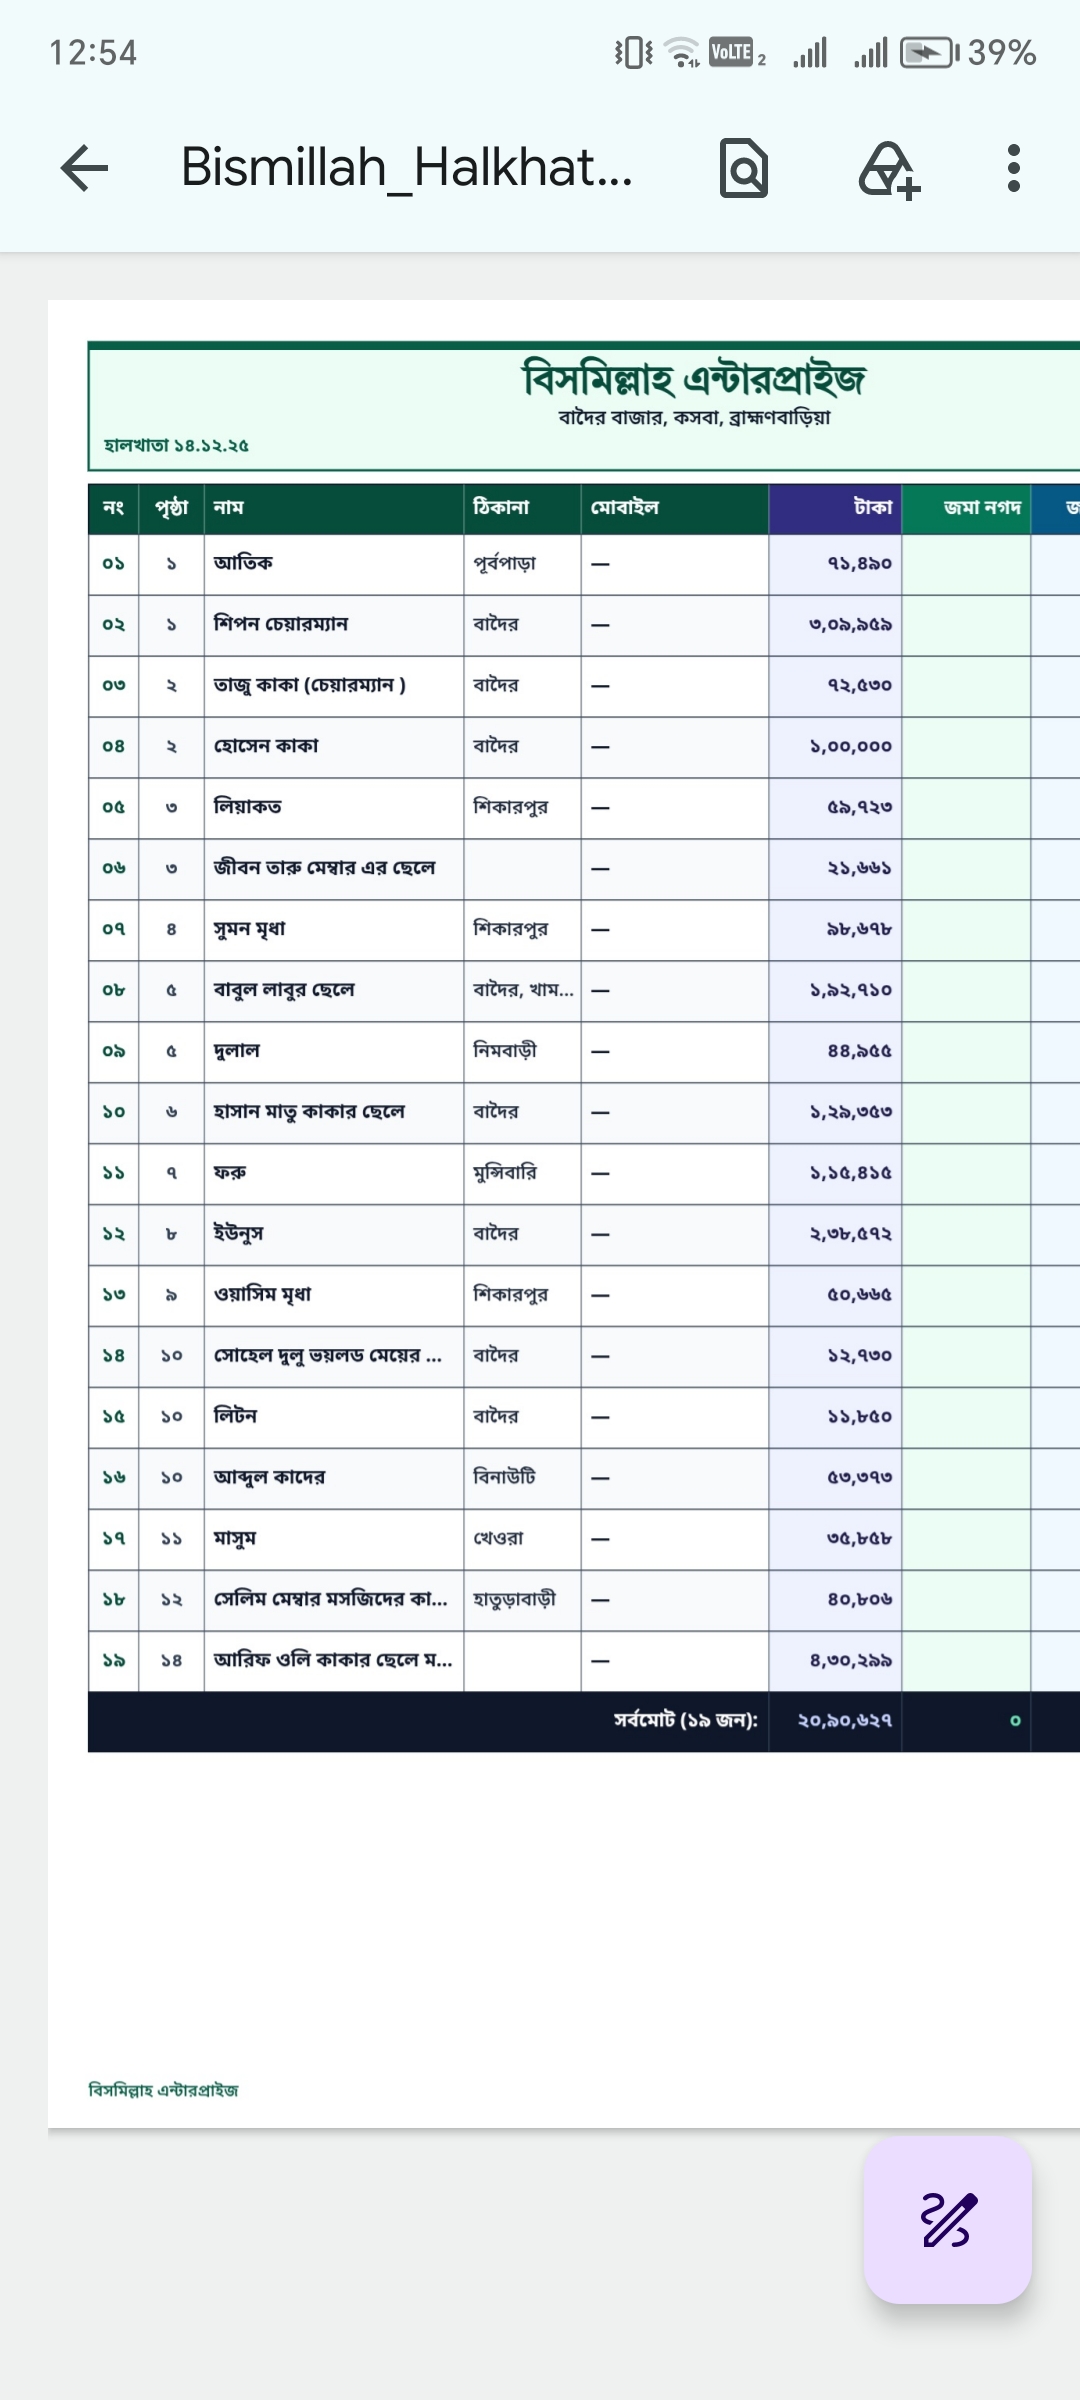 12:54
VoLTE 2 39%
Bismillah_Halkhat...
বিসমিল্লাহ এন্টারপ্রাইজ
বাদৈর বাজার, কসবা, ব্রাহ্মণবাড়িয়া
হালখাতা ১৪.১২.২৫
নং পৃষ্ঠা নাম ঠিকানা মোবাইল টাকা জমা নগদ জ
০১ ১ আতিক পূর্বপাড়া — ৭১,৪৯০
০২ ১ শিপন চেয়ারম্যান বাদৈর — ৩,০৯,৯৫৯
০৩ ২ তাজু কাকা (চেয়ারম্যান ) বাদৈর — ৭২,৫৩০
০৪ ২ হোসেন কাকা বাদৈর — ১,০০,০০০
০৫ ৩ লিয়াকত শিকারপুর — ৫৯,৭২৩
০৬ ৩ জীবন তারু মেম্বার এর ছেলে — ২১,৬৬১
০৭ ৪ সুমন মৃধা শিকারপুর — ৯৮,৬৭৮
০৮ ৫ বাবুল লাবুর ছেলে বাদৈর, খাম... — ১,৯২,৭১০
০৯ ৫ দুলাল নিমবাড়ী — ৪৪,৯৫৫
১০ ৬ হাসান মাতু কাকার ছেলে বাদৈর — ১,২৯,৩৫৩
১১ ৭ ফরু মুন্সিবারি — ১,১৫,৪১৫
১২ ৮ ইউনুস বাদৈর — ২,৩৮,৫৭২
১৩ ৯ ওয়াসিম মৃধা শিকারপুর — ৫০,৬৬৫
১৪ ১০ সোহেল দুলু ভয়লড মেয়ের ... বাদৈর — ১২,৭৩০
১৫ ১০ লিটন বাদৈর — ১১,৮৫০
১৬ ১০ আব্দুল কাদের বিনাউটি — ৫৩,৩৭৩
১৭ ১১ মাসুম খেওরা — ৩৫,৮৫৮
১৮ ১২ সেলিম মেম্বার মসজিদের কা... হাতুড়াবাড়ী — ৪০,৮০৬
১৯ ১৪ আরিফ ওলি কাকার ছেলে ম... — ৪,৩০,২৯৯
সর্বমোট (১৯ জন): ২০,৯০,৬২৭ ০
বিসমিল্লাহ এন্টারপ্রাইজ